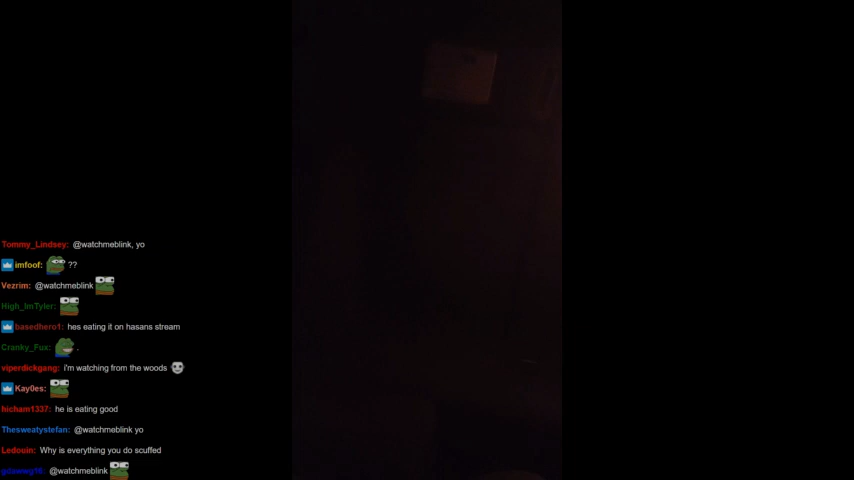 Tommy_Lindsey: @watchmeblink, yo
imfoof: ??
Vezrim: @watchmeblink
High_ImTyler:
basedhero1: hes eating it on hasans stream
Cranky_Fux: .
viperdickgang: i'm watching from the woods
Kay0es:
hicham1337: he is eating good
Thesweatystefan: @watchmeblink yo
Ledouin: Why is everything you do scuffed
@watchmeblink